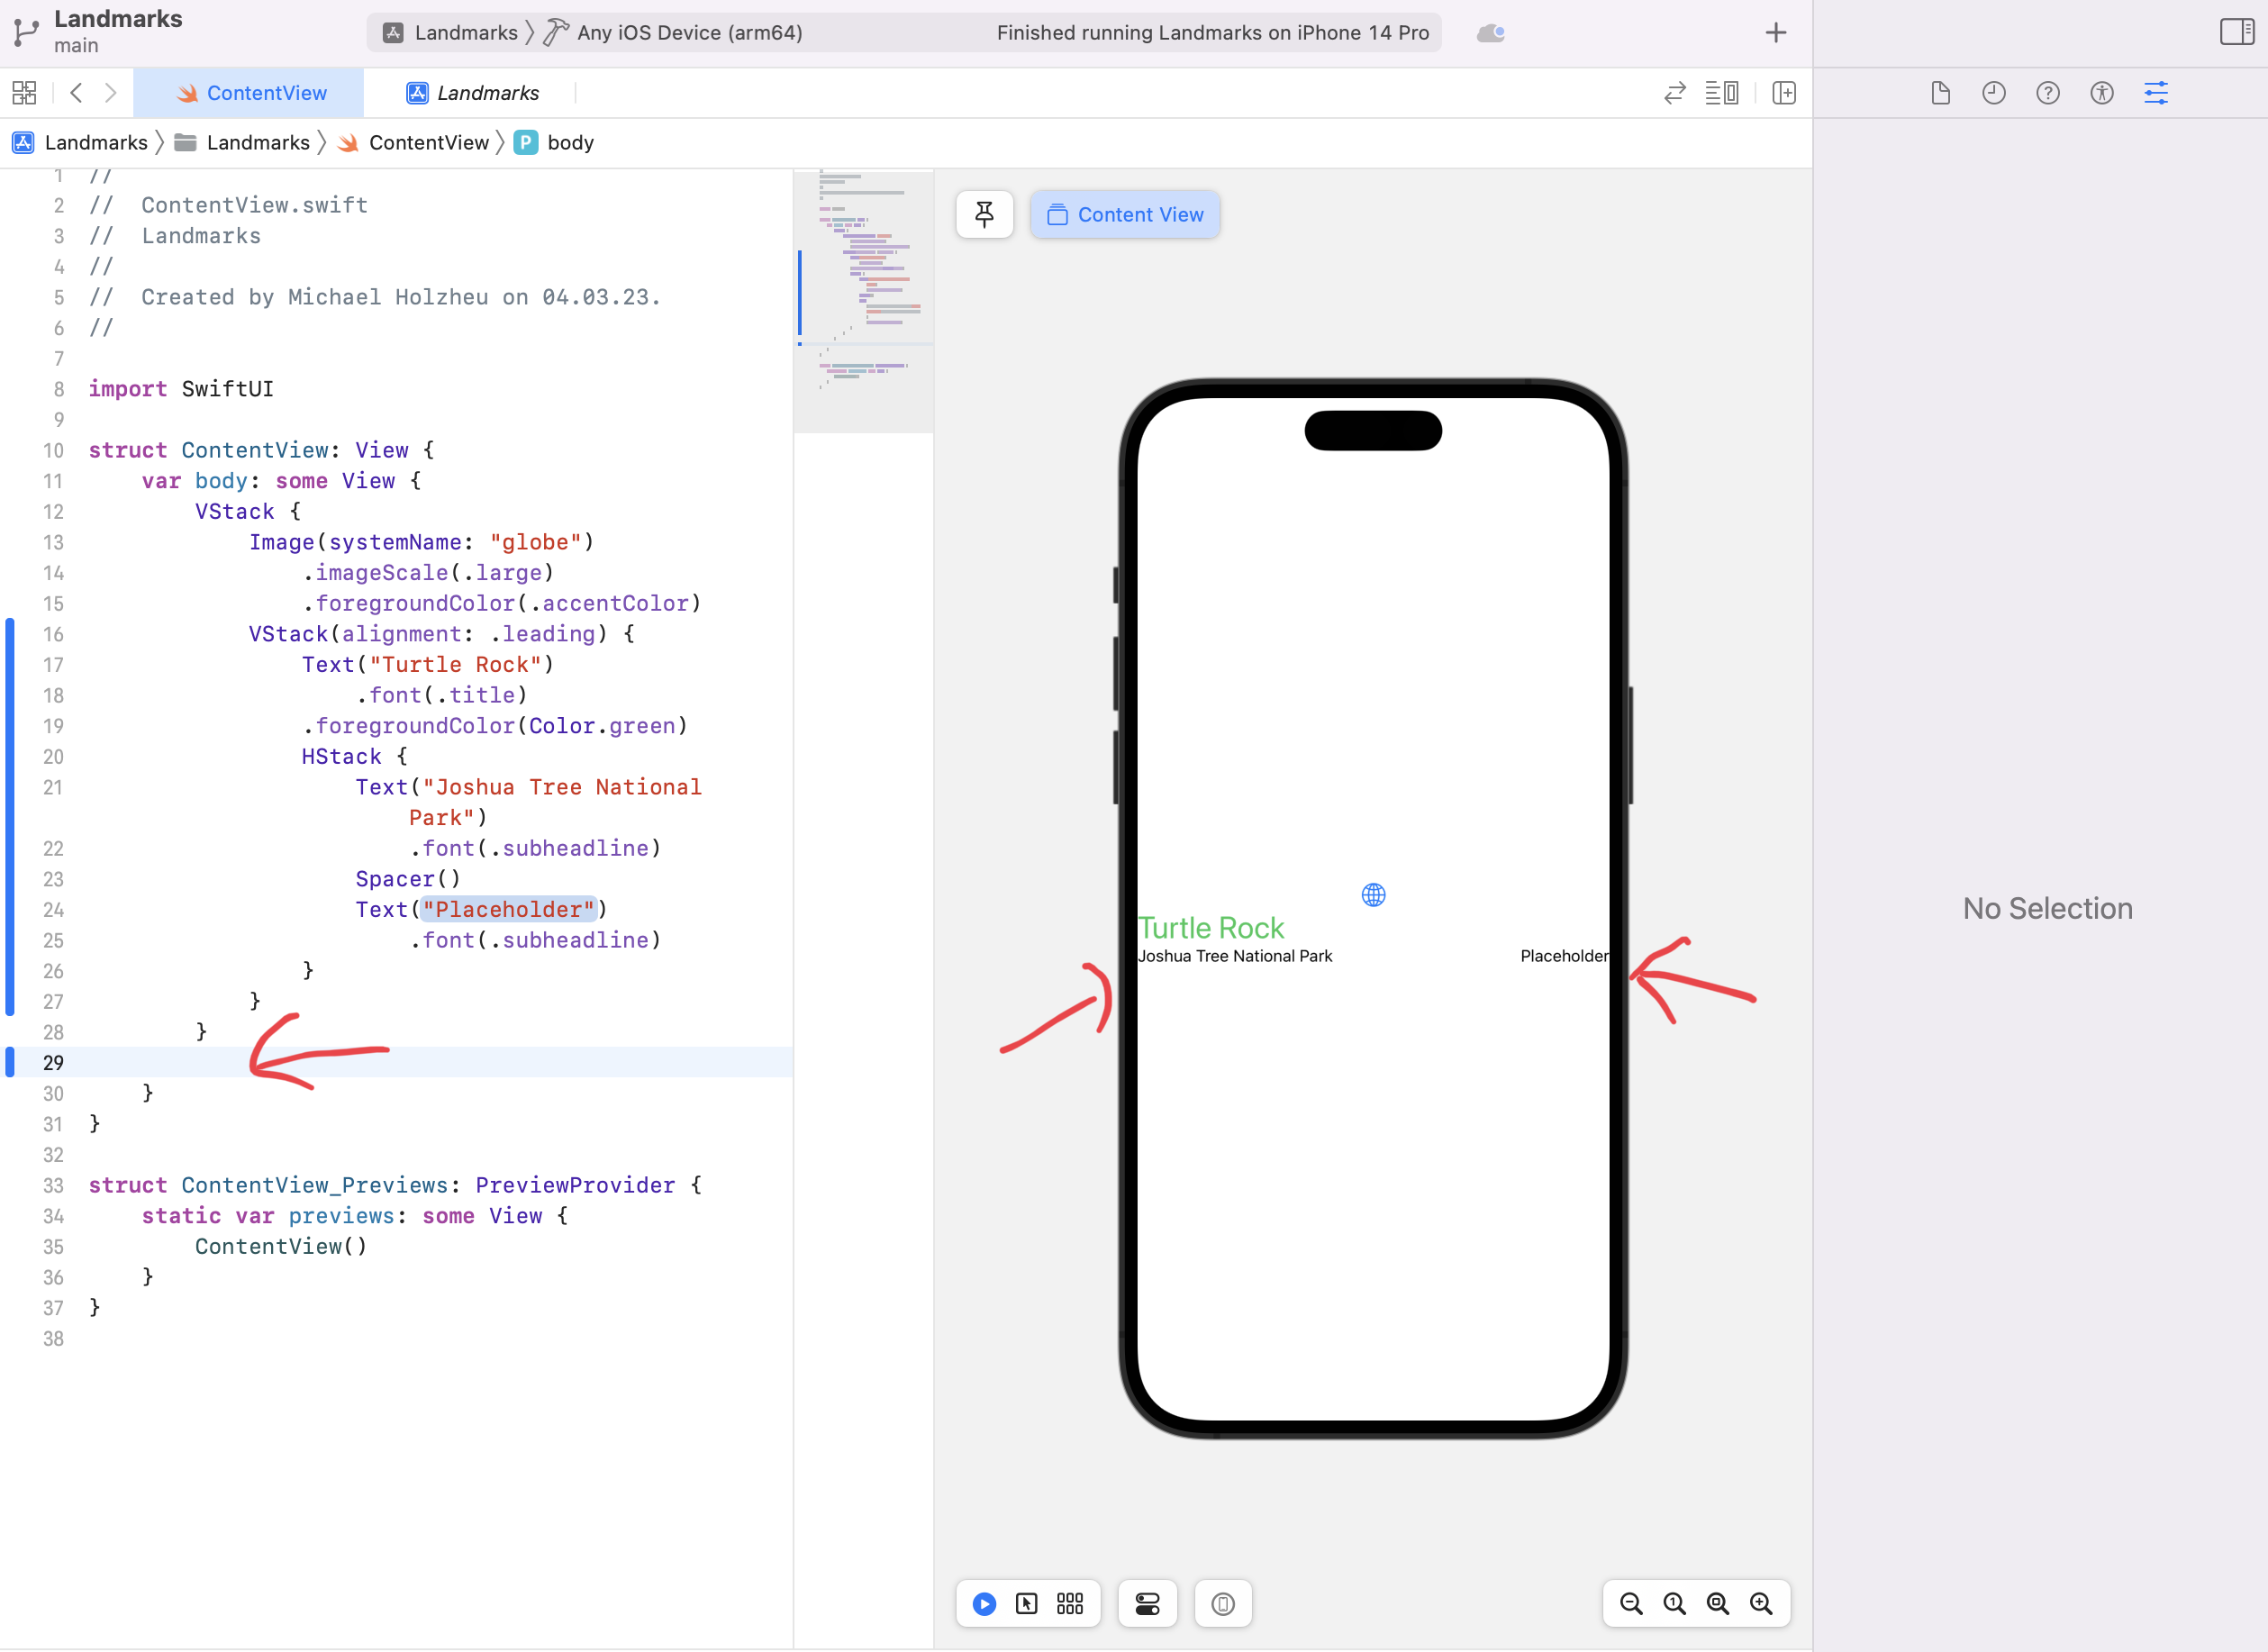 Landmarks
main
Landmarks 〉 Any iOS Device (arm64)
Finished running Landmarks on iPhone 14 Pro
ContentView
Landmarks
Landmarks 〉 Landmarks 〉 ContentView 〉 P body
1 //
2 //  ContentView.swift
3 //  Landmarks
4 //
5 //  Created by Michael Holzheu on 04.03.23.
6 //
7
8 import SwiftUI
9
10 struct ContentView: View {
11     var body: some View {
12         VStack {
13             Image(systemName: "globe")
14                 .imageScale(.large)
15                 .foregroundColor(.accentColor)
16             VStack(alignment: .leading) {
17                 Text("Turtle Rock")
18                     .font(.title)
19                 .foregroundColor(Color.green)
20                 HStack {
21                     Text("Joshua Tree National
Park")
22                         .font(.subheadline)
23                     Spacer()
24                     Text("Placeholder")
25                         .font(.subheadline)
26                 }
27             }
28         }
29
30     }
31 }
32
33 struct ContentView_Previews: PreviewProvider {
34     static var previews: some View {
35         ContentView()
36     }
37 }
38
Content View
Turtle Rock
Joshua Tree National Park
Placeholder
No Selection